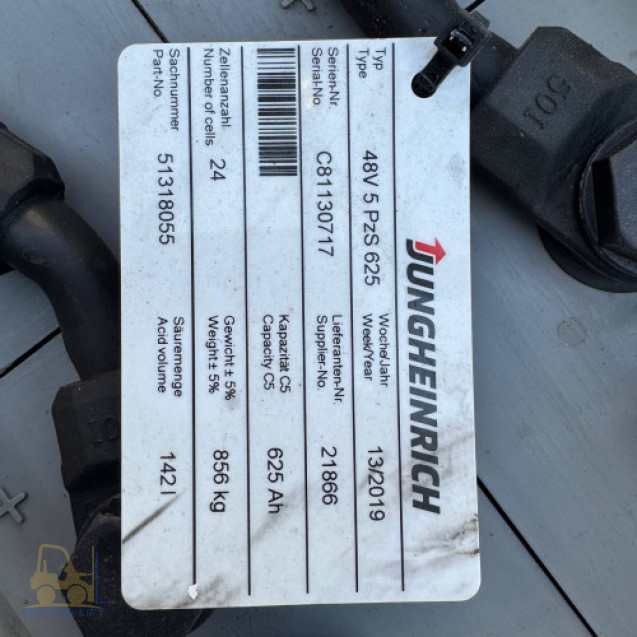 JUNGHEINRICH
Typ
Type
48V 5 PzS 625
Woche/Jahr
Week/Year
13/2019
Serien-Nr.
Serial-No.
C81130717
Lieferanten-Nr.
Supplier-No.
21866
Kapazität C5
Capacity C5
625 Ah
Zellenanzahl
Number of cells
24
Gewicht ± 5%
Weight ± 5%
856 kg
Sachnummer
Part-No.
51318055
Säuremenge
Acid volume
142 l
501